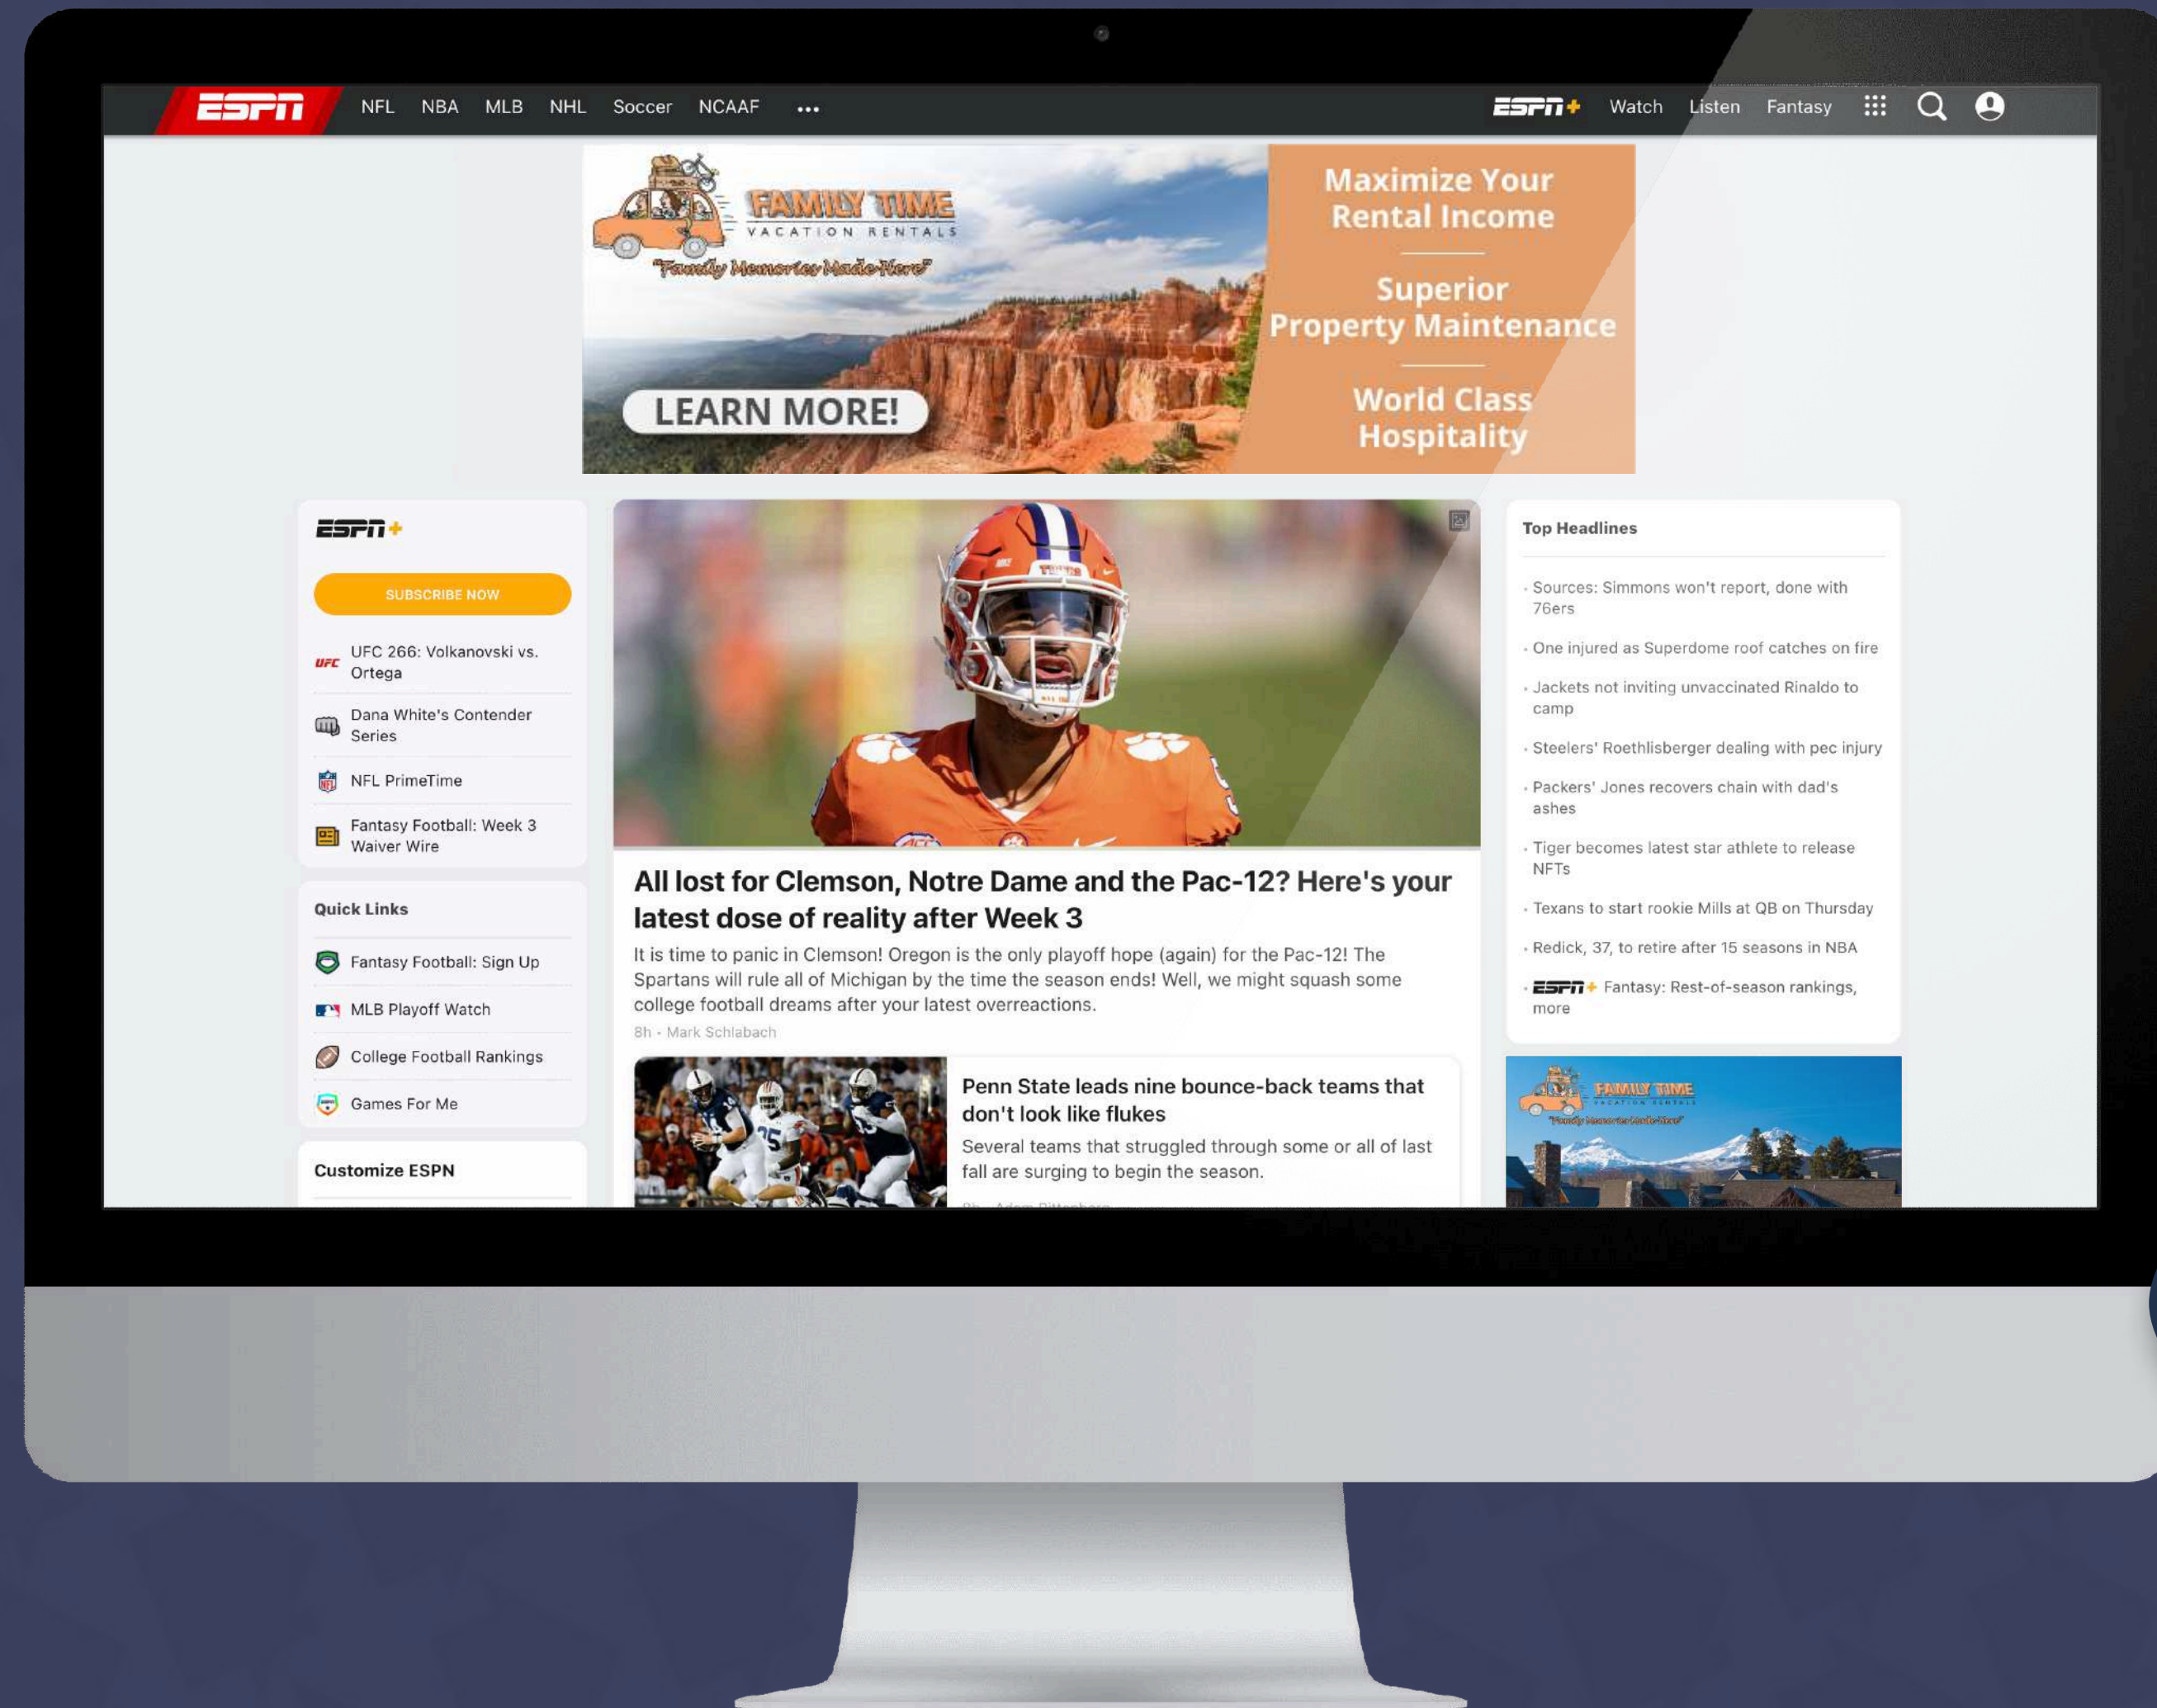 ESPN NFL NBA MLB NHL Soccer NCAAF ••• ESPN+ Watch Listen Fantasy
FAMILY TIME
VACATION RENTALS
"Family Memories Made Here"
LEARN MORE!
Maximize Your
Rental Income
Superior
Property Maintenance
World Class
Hospitality
ESPN+
SUBSCRIBE NOW
UFC
UFC 266: Volkanovski vs.
Ortega
Dana White's Contender
Series
NFL
NFL PrimeTime
Fantasy Football: Week 3
Waiver Wire
Quick Links
Fantasy Football: Sign Up
MLB Playoff Watch
College Football Rankings
Games For Me
Customize ESPN
TIGERS
All lost for Clemson, Notre Dame and the Pac-12? Here's your
latest dose of reality after Week 3
It is time to panic in Clemson! Oregon is the only playoff hope (again) for the Pac-12! The
Spartans will rule all of Michigan by the time the season ends! Well, we might squash some
college football dreams after your latest overreactions.
8h - Mark Schlabach
Penn State leads nine bounce-back teams that
don't look like flukes
Several teams that struggled through some or all of last
fall are surging to begin the season.
Top Headlines
- Sources: Simmons won't report, done with
76ers
- One injured as Superdome roof catches on fire
- Jackets not inviting unvaccinated Rinaldo to
camp
- Steelers' Roethlisberger dealing with pec injury
- Packers' Jones recovers chain with dad's
ashes
- Tiger becomes latest star athlete to release
NFTs
- Texans to start rookie Mills at QB on Thursday
- Redick, 37, to retire after 15 seasons in NBA
- ESPN+ Fantasy: Rest-of-season rankings,
more
FAMILY TIME
VACATION RENTALS
"Family Memories Made Here"